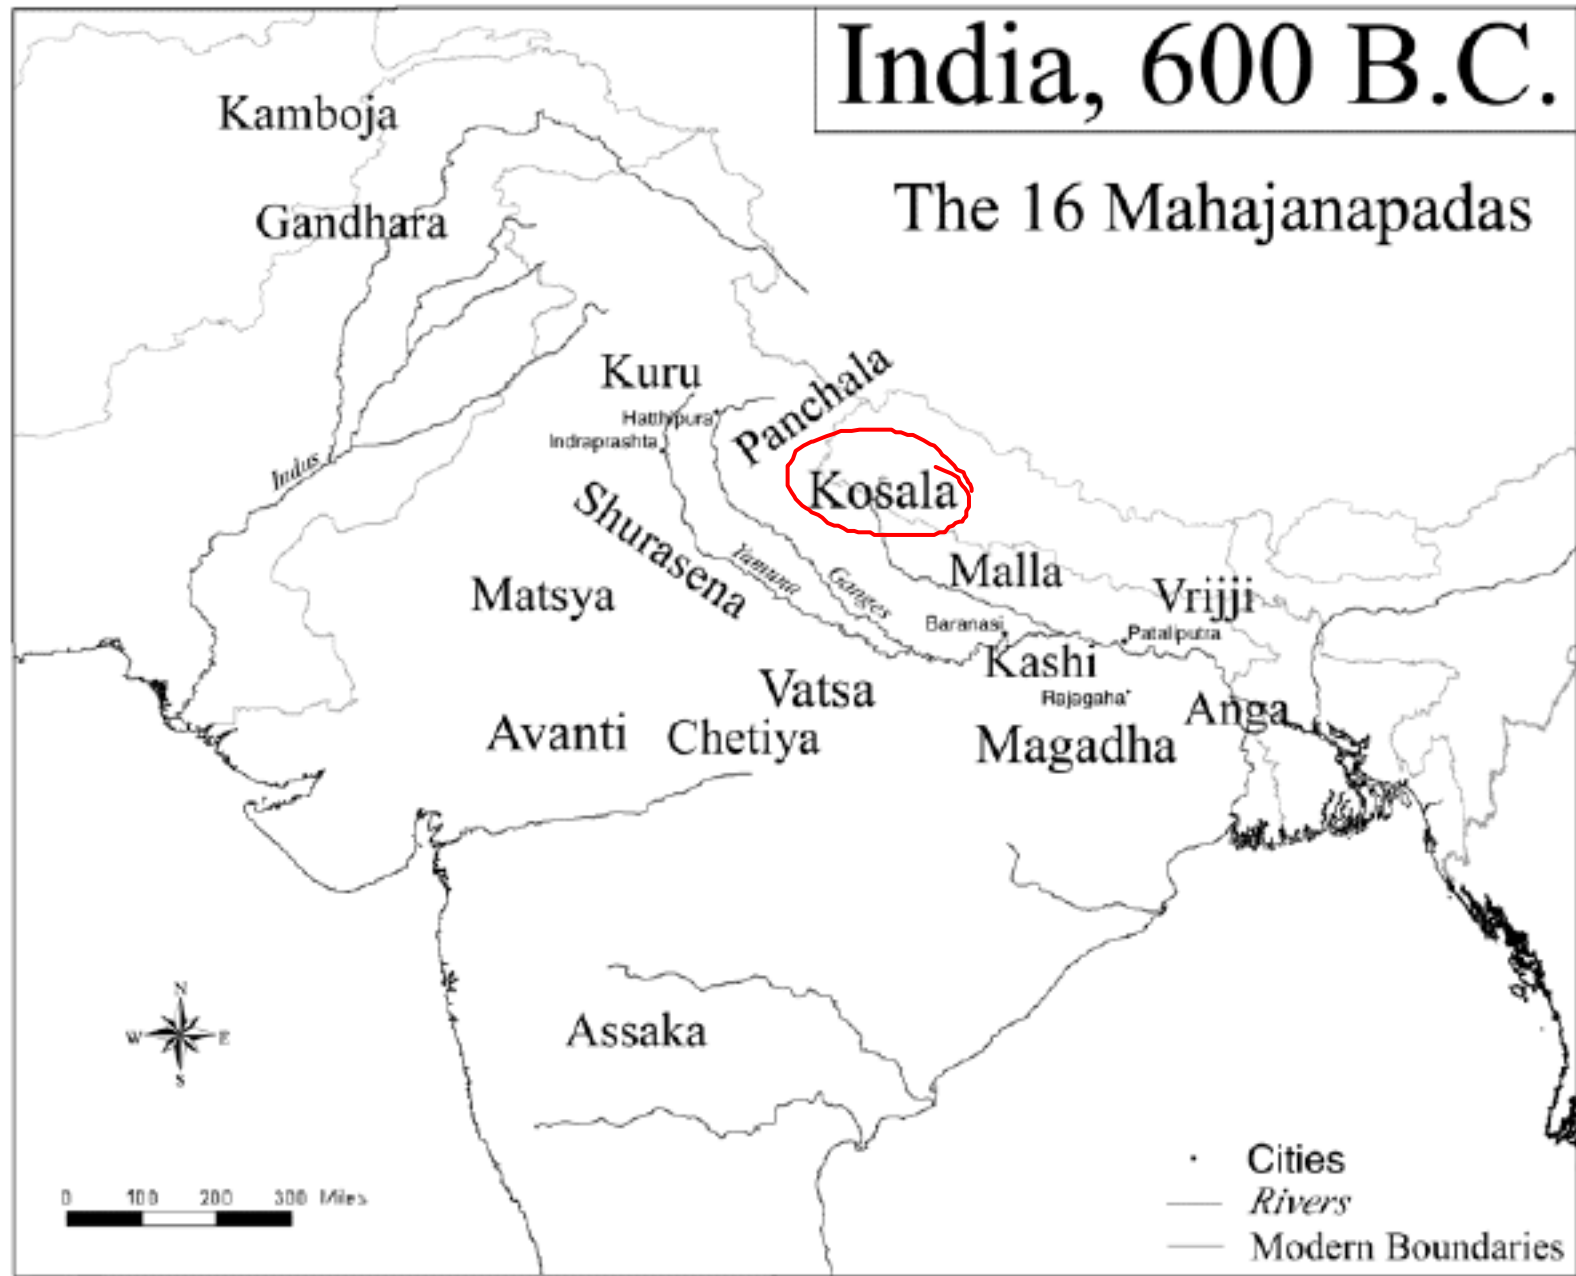 India, 600 B.C.
The 16 Mahajanapadas
Kamboja
Gandhara
Kuru
Panchala
Hatthipura
Indraprashta
Indus
Kosala
Shurasena
Yamuna
Ganges
Malla
Matsya
Vrijji
Baranasi
Pataliputra
Kashi
Vatsa
Rajagaha
Anga
Avanti
Chetiya
Magadha
Assaka
N
W
E
S
0 100 200 300 Miles
Cities
Rivers
Modern Boundaries